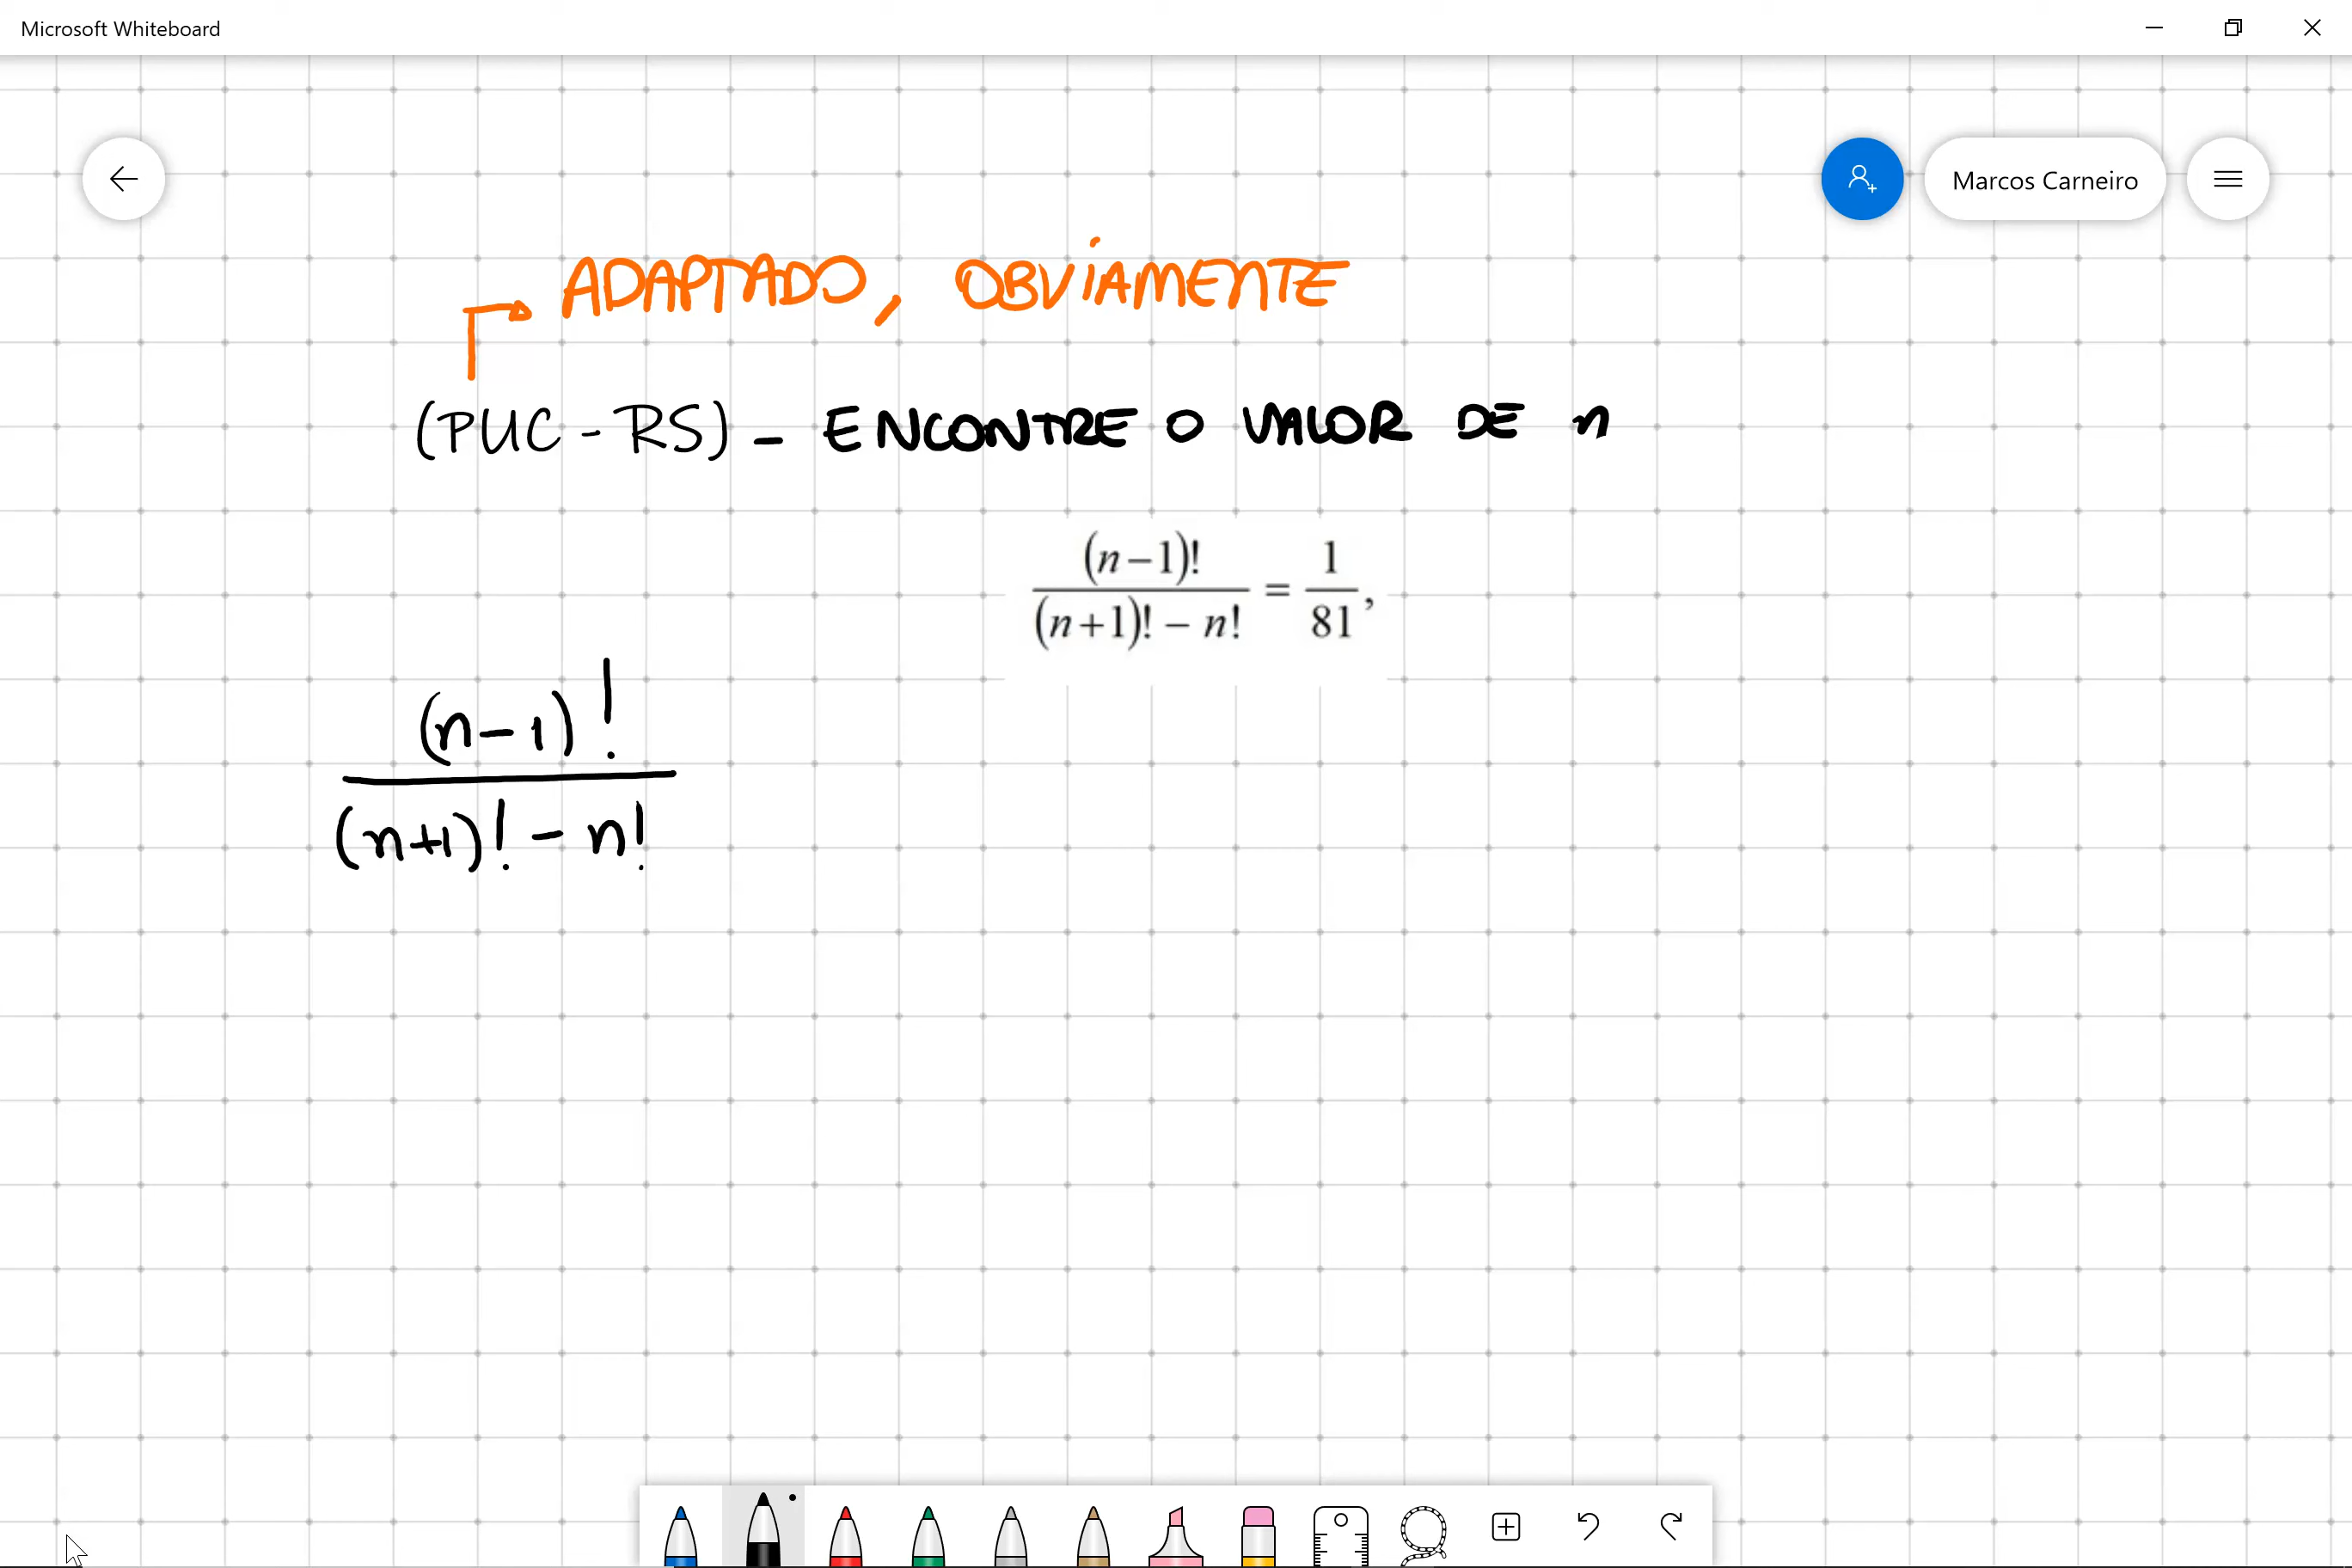 Microsoft Whiteboard
Marcos Carneiro
ADAPTADO, OBViAMENTE
(PUC-RS) - ENCONTRE O VALOR DE n
(n-1)!
(n+1)! - n!
=
1
81
,
(n-1)!
(n+1)! - n!